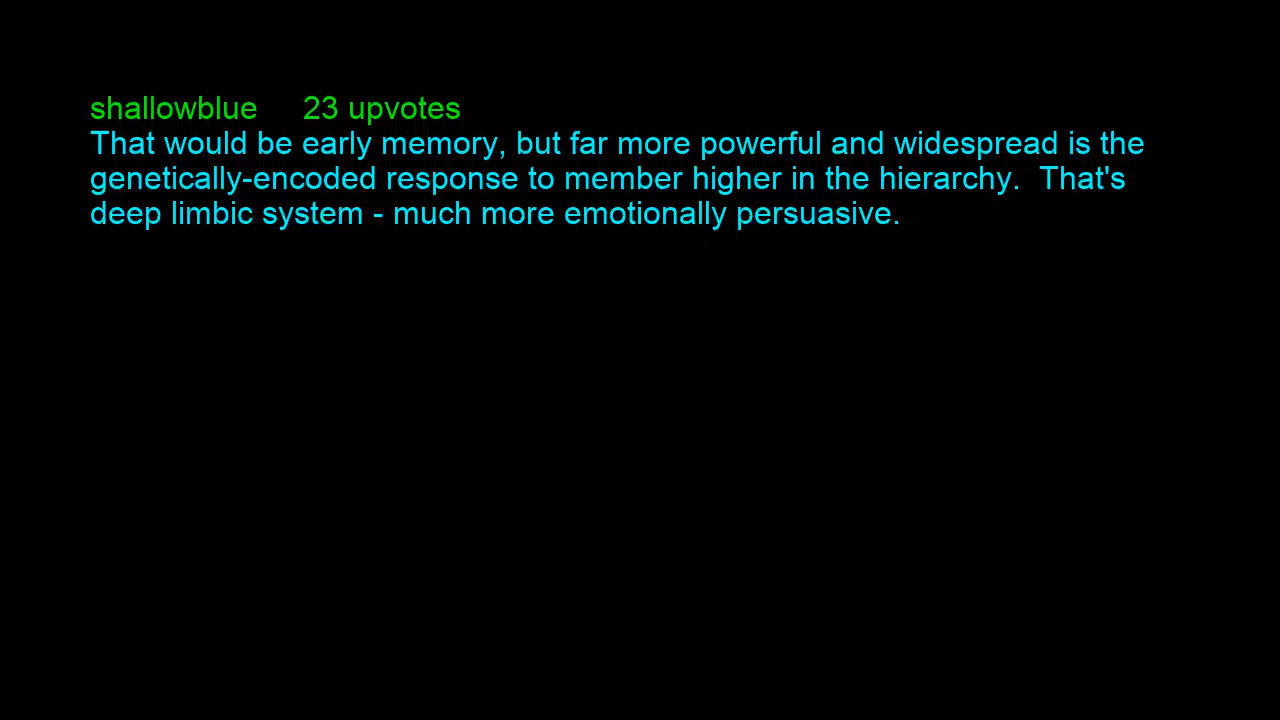 shallowblue 23 upvotes
That would be early memory, but far more powerful and widespread is the
genetically-encoded response to member higher in the hierarchy.  That's
deep limbic system - much more emotionally persuasive.